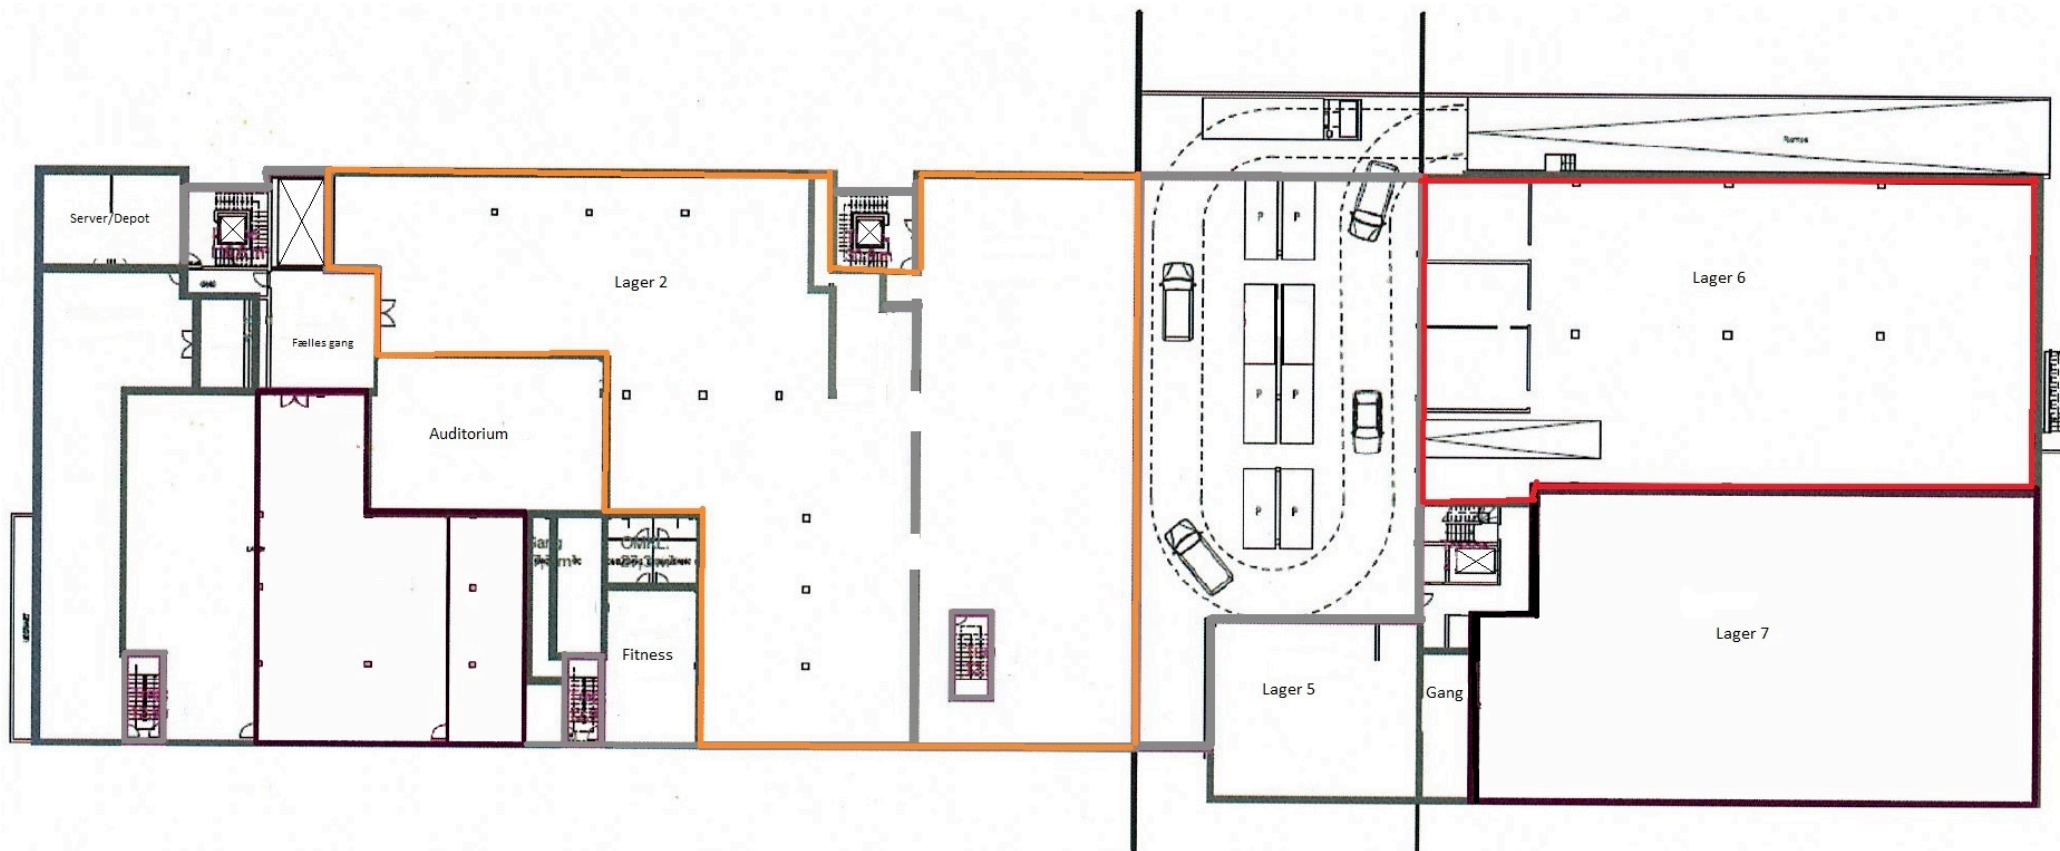 Server/Depot
Lager 2
Lager 6
Fælles gang
Auditorium
Fitness
Lager 5
Gang
Lager 7
P P
P P
P P